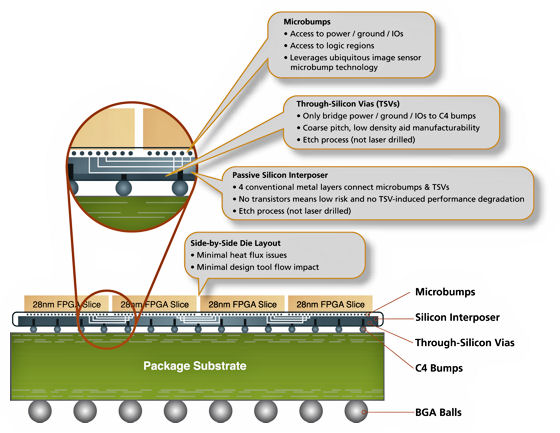 Microbumps
• Access to power / ground / IOs
• Access to logic regions
• Leverages ubiquitous image sensor
microbump technology
Through-Silicon Vias (TSVs)
• Only bridge power / ground / IOs to C4 bumps
• Coarse pitch, low density aid manufacturability
• Etch process (not laser drilled)
Passive Silicon Interposer
• 4 conventional metal layers connect microbumps & TSVs
• No transistors means low risk and no TSV-induced performance degradation
• Etch process (not laser drilled)
Side-by-Side Die Layout
• Minimal heat flux issues
• Minimal design tool flow impact
28nm FPGA Slice
28nm FPGA Slice
28nm FPGA Slice
28nm FPGA Slice
Microbumps
Silicon Interposer
Through-Silicon Vias
C4 Bumps
Package Substrate
BGA Balls